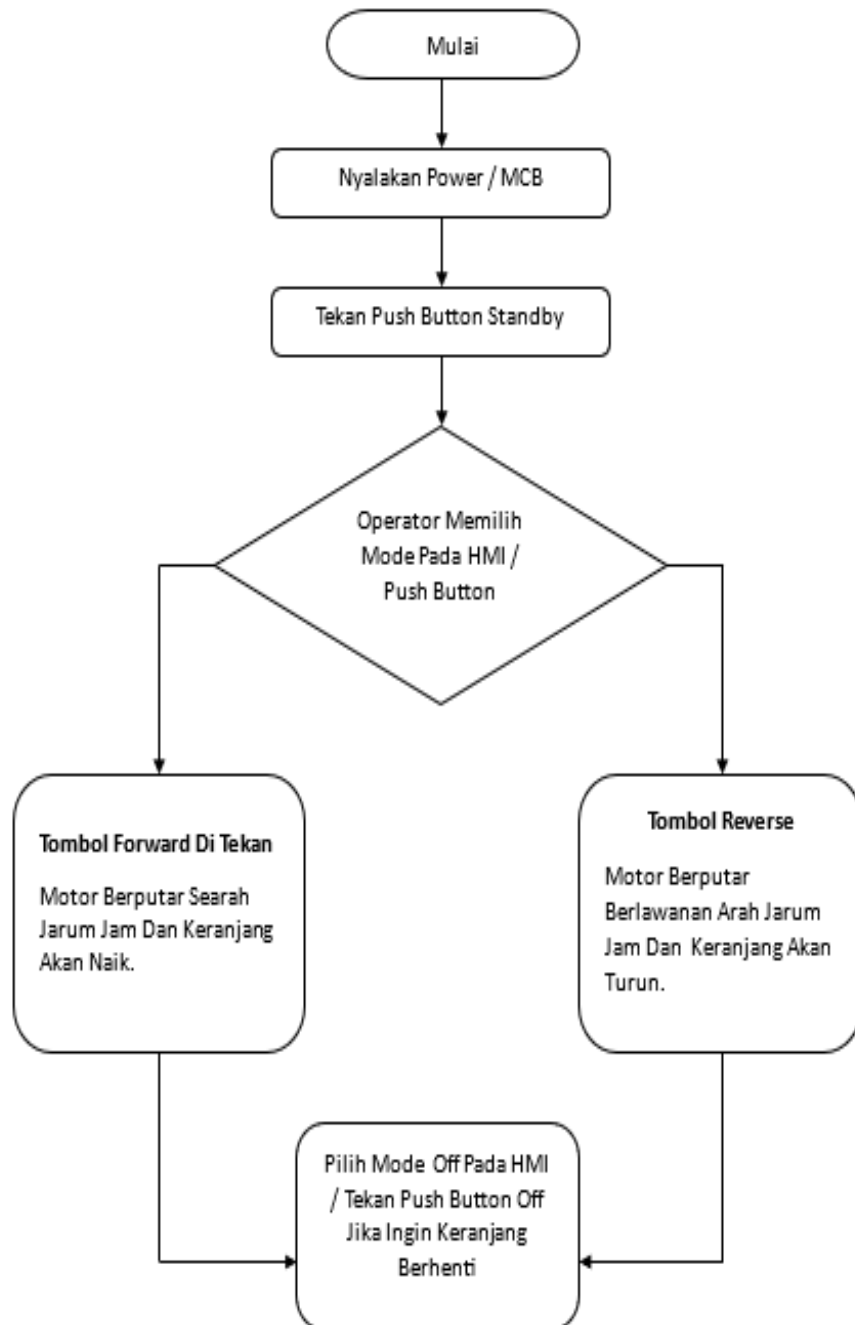 Mulai
Nyalakan Power / MCB
Tekan Push Button Standby
Operator Memilih
Mode Pada HMI /
Push Button
Tombol Forward Di Tekan
Motor Berputar Searah
Jarum Jam Dan Keranjang
Akan Naik.
Tombol Reverse
Motor Berputar
Berlawanan Arah Jarum
Jam Dan Keranjang Akan
Turun.
Pilih Mode Off Pada HMI
/ Tekan Push Button Off
Jika Ingin Keranjang
Berhenti